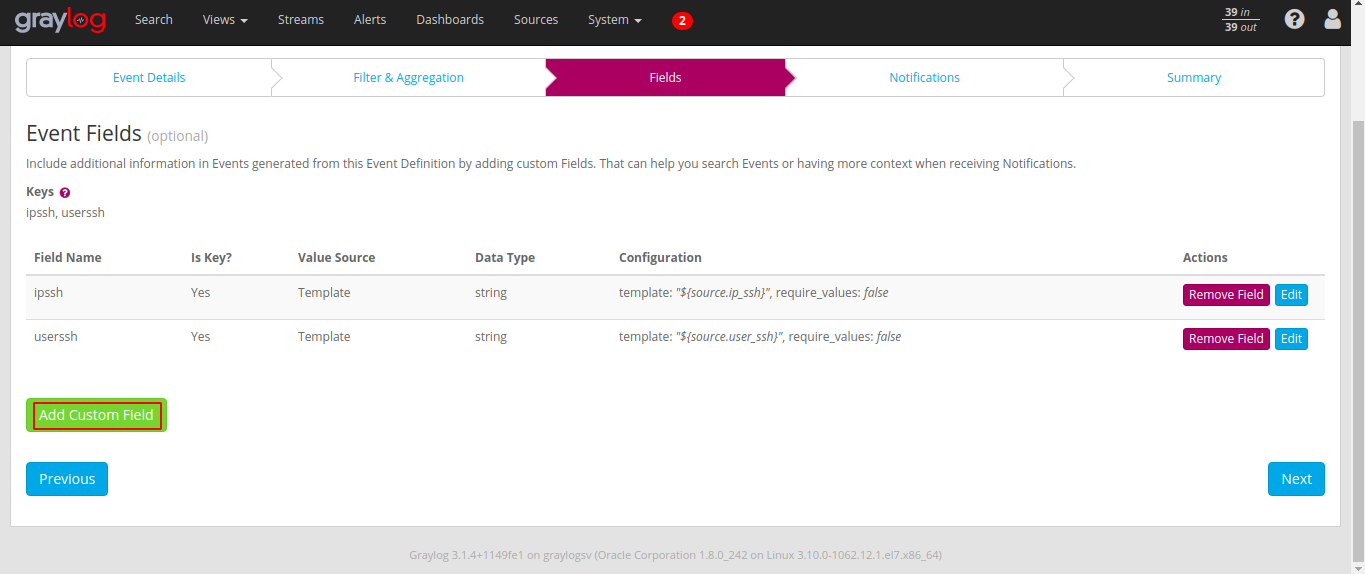 graylog Search Views Streams Alerts Dashboards Sources System 2 39 in
39 out
Event Details Filter & Aggregation Fields Notifications Summary
Event Fields (optional)
Include additional information in Events generated from this Event Definition by adding custom Fields. That can help you search Events or having more context when receiving Notifications.
Keys
ipssh, userssh
Field Name Is Key? Value Source Data Type Configuration Actions
ipssh Yes Template string template: "${source.ip_ssh}", require_values: false Remove Field Edit
userssh Yes Template string template: "${source.user_ssh}", require_values: false Remove Field Edit
Add Custom Field
Previous Next
Graylog 3.1.4+1149fe1 on graylogsv (Oracle Corporation 1.8.0_242 on Linux 3.10.0-1062.12.1.el7.x86_64)